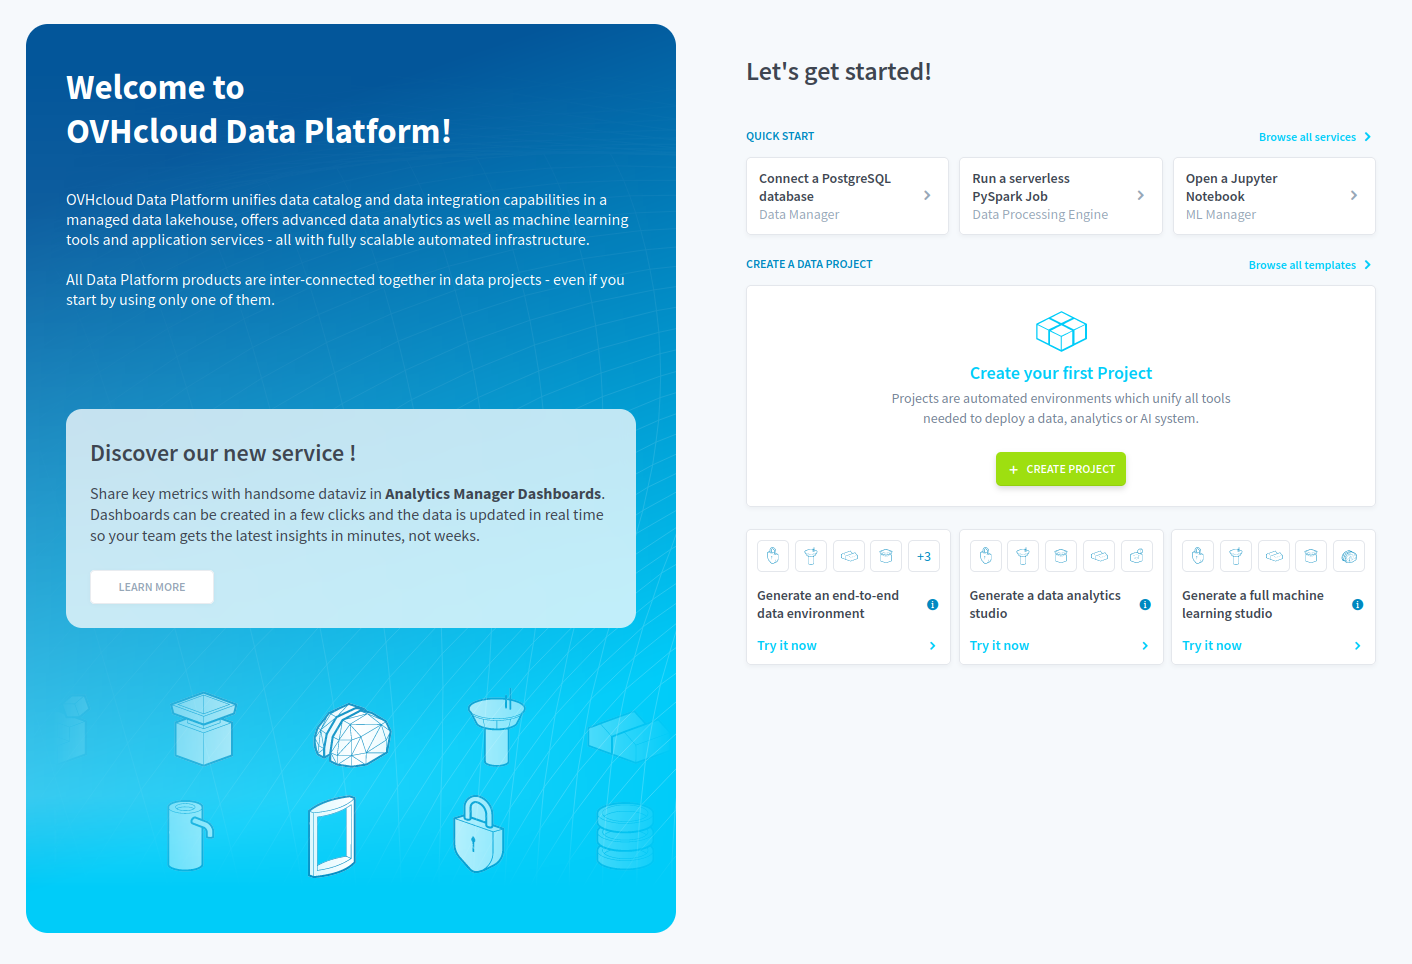 Welcome to
OVHcloud Data Platform!
OVHcloud Data Platform unifies data catalog and data integration capabilities in a
managed data lakehouse, offers advanced data analytics as well as machine learning
tools and application services - all with fully scalable automated infrastructure.
All Data Platform products are inter-connected together in data projects - even if you
start by using only one of them.
Discover our new service !
Share key metrics with handsome dataviz in Analytics Manager Dashboards.
Dashboards can be created in a few clicks and the data is updated in real time
so your team gets the latest insights in minutes, not weeks.
LEARN MORE
Let's get started!
QUICK START
Browse all services
Connect a PostgreSQL
database
Data Manager
Run a serverless
PySpark Job
Data Processing Engine
Open a Jupyter
Notebook
ML Manager
CREATE A DATA PROJECT
Browse all templates
Create your first Project
Projects are automated environments which unify all tools
needed to deploy a data, analytics or AI system.
+ CREATE PROJECT
+3
Generate an end-to-end
data environment
Try it now
Generate a data analytics
studio
Try it now
Generate a full machine
learning studio
Try it now